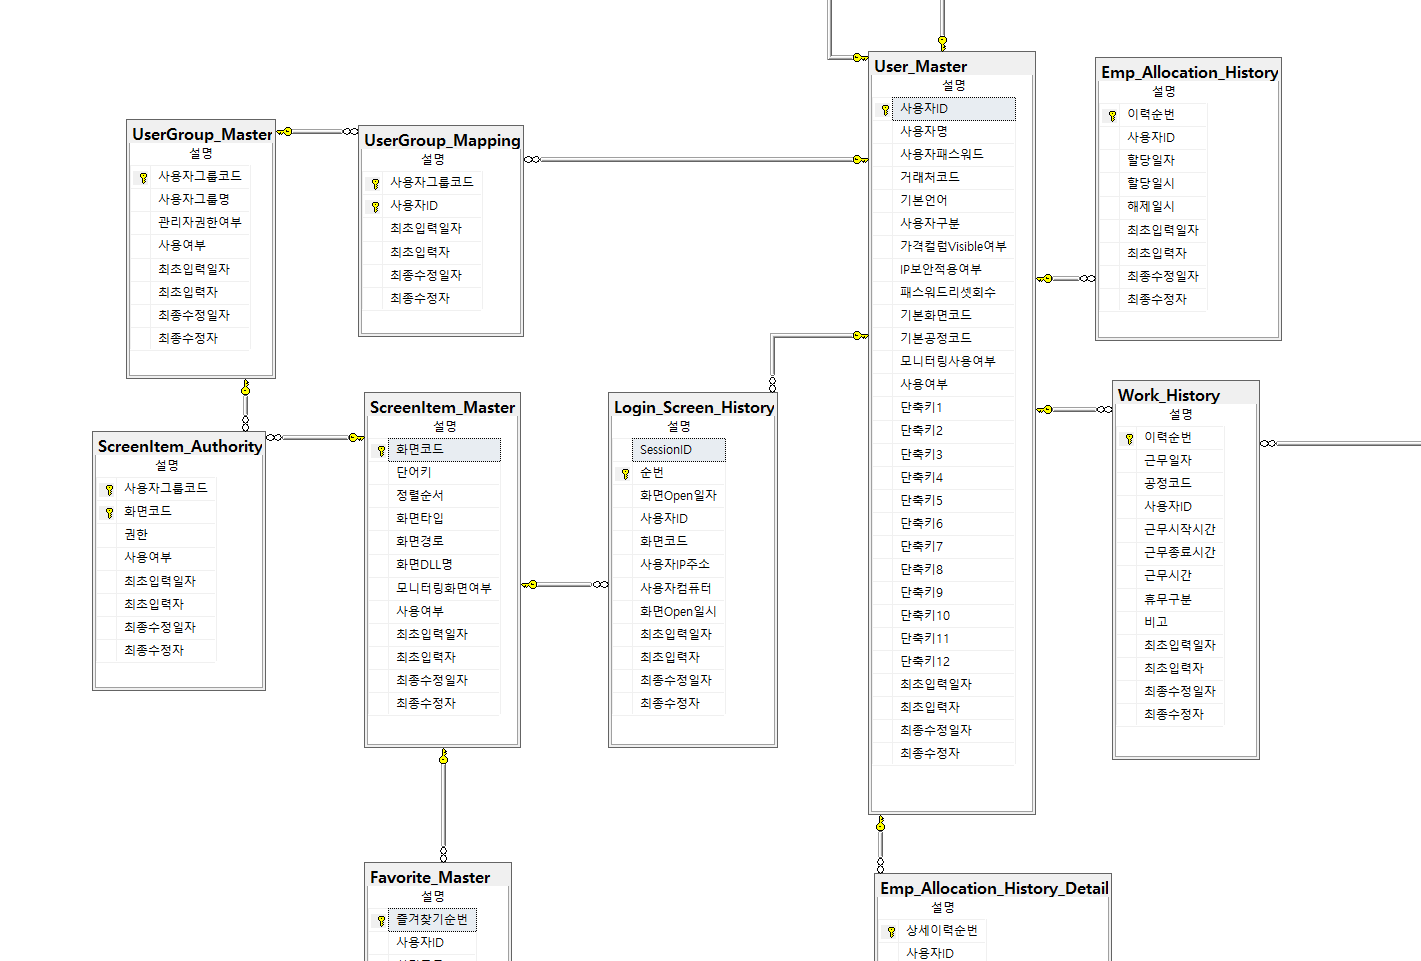 UserGroup_Master
설명
사용자그룹코드
사용자그룹명
관리자권한여부
사용여부
최초입력일자
최초입력자
최종수정일자
최종수정자
UserGroup_Mapping
설명
사용자그룹코드
사용자ID
최초입력일자
최초입력자
최종수정일자
최종수정자
User_Master
설명
사용자ID
사용자명
사용자패스워드
거래처코드
기본언어
사용자구분
가격컬럼Visible여부
IP보안적용여부
패스워드리셋회수
기본화면코드
기본공정코드
모니터링사용여부
사용여부
단축키1
단축키2
단축키3
단축키4
단축키5
단축키6
단축키7
단축키8
단축키9
단축키10
단축키11
단축키12
최초입력일자
최초입력자
최종수정일자
최종수정자
Emp_Allocation_History
설명
이력순번
사용자ID
할당일자
할당일시
해제일시
최초입력일자
최초입력자
최종수정일자
최종수정자
ScreenItem_Authority
설명
사용자그룹코드
화면코드
권한
사용여부
최초입력일자
최초입력자
최종수정일자
최종수정자
ScreenItem_Master
설명
화면코드
단어키
정렬순서
화면타입
화면경로
화면DLL명
모니터링화면여부
사용여부
최초입력일자
최초입력자
최종수정일자
최종수정자
Login_Screen_History
설명
SessionID
순번
화면Open일자
사용자ID
화면코드
사용자IP주소
사용자컴퓨터
화면Open일시
최초입력일자
최초입력자
최종수정일자
최종수정자
Work_History
설명
이력순번
근무일자
공정코드
사용자ID
근무시작시간
근무종료시간
근무시간
휴무구분
비고
최초입력일자
최초입력자
최종수정일자
최종수정자
Favorite_Master
설명
즐겨찾기순번
사용자ID
Emp_Allocation_History_Detail
설명
상세이력순번
사용자ID